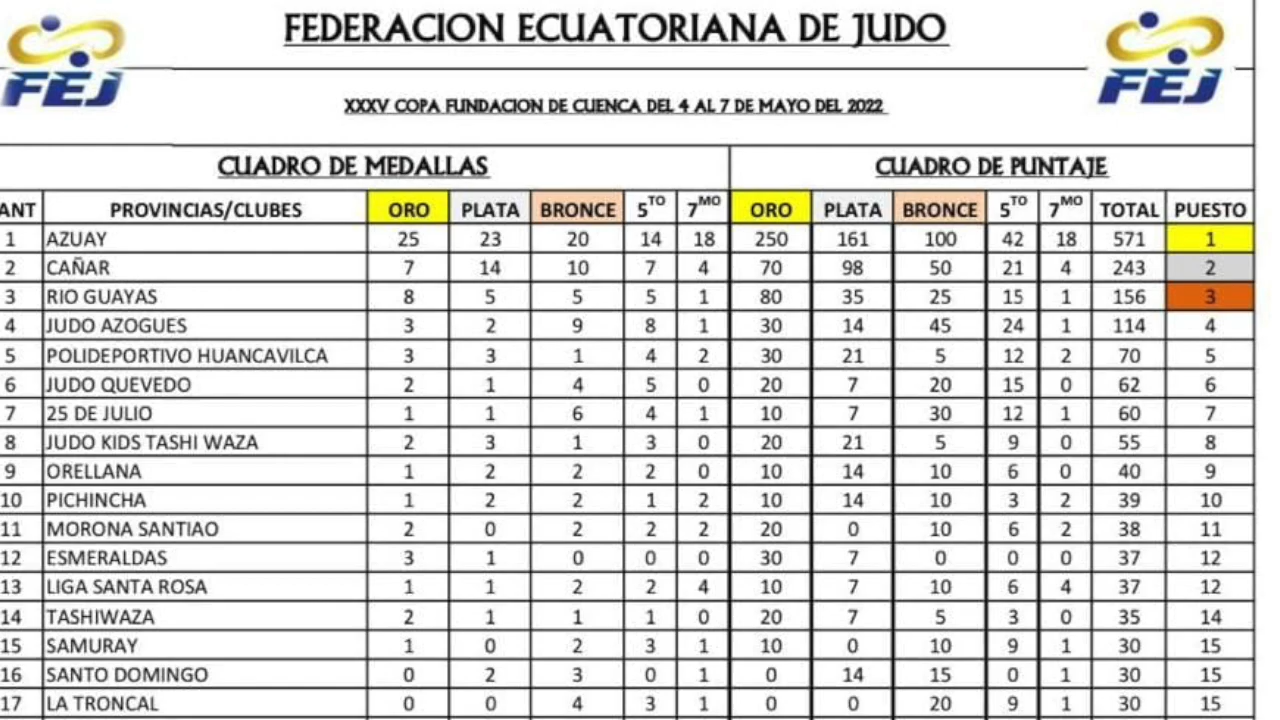 FEJ
FEDERACION ECUATORIANA DE JUDO
FEJ
XXXV COPA FUNDACION DE CUENCA DEL 4 AL 7 DE MAYO DEL 2022
CUADRO DE MEDALLAS CUADRO DE PUNTAJE
ANT PROVINCIAS/CLUBES ORO PLATA BRONCE 5TO 7MO ORO PLATA BRONCE 5TO 7MO TOTAL PUESTO
1 AZUAY 25 23 20 14 18 250 161 100 42 18 571 1
2 CAÑAR 7 14 10 7 4 70 98 50 21 4 243 2
3 RIO GUAYAS 8 5 5 5 1 80 35 25 15 1 156 3
4 JUDO AZOGUES 3 2 9 8 1 30 14 45 24 1 114 4
5 POLIDEPORTIVO HUANCAVILCA 3 3 1 4 2 30 21 5 12 2 70 5
6 JUDO QUEVEDO 2 1 4 5 0 20 7 20 15 0 62 6
7 25 DE JULIO 1 1 6 4 1 10 7 30 12 1 60 7
8 JUDO KIDS TASHI WAZA 2 3 1 3 0 20 21 5 9 0 55 8
9 ORELLANA 1 2 2 2 0 10 14 10 6 0 40 9
10 PICHINCHA 1 2 2 1 2 10 14 10 3 2 39 10
11 MORONA SANTIAO 2 0 2 2 2 20 0 10 6 2 38 11
12 ESMERALDAS 3 1 0 0 0 30 7 0 0 0 37 12
13 LIGA SANTA ROSA 1 1 2 2 4 10 7 10 6 4 37 12
14 TASHIWAZA 2 1 1 1 0 20 7 5 3 0 35 14
15 SAMURAY 1 0 2 3 1 10 0 10 9 1 30 15
16 SANTO DOMINGO 0 2 3 0 1 0 14 15 0 1 30 15
17 LA TRONCAL 0 0 4 3 1 0 0 20 9 1 30 15